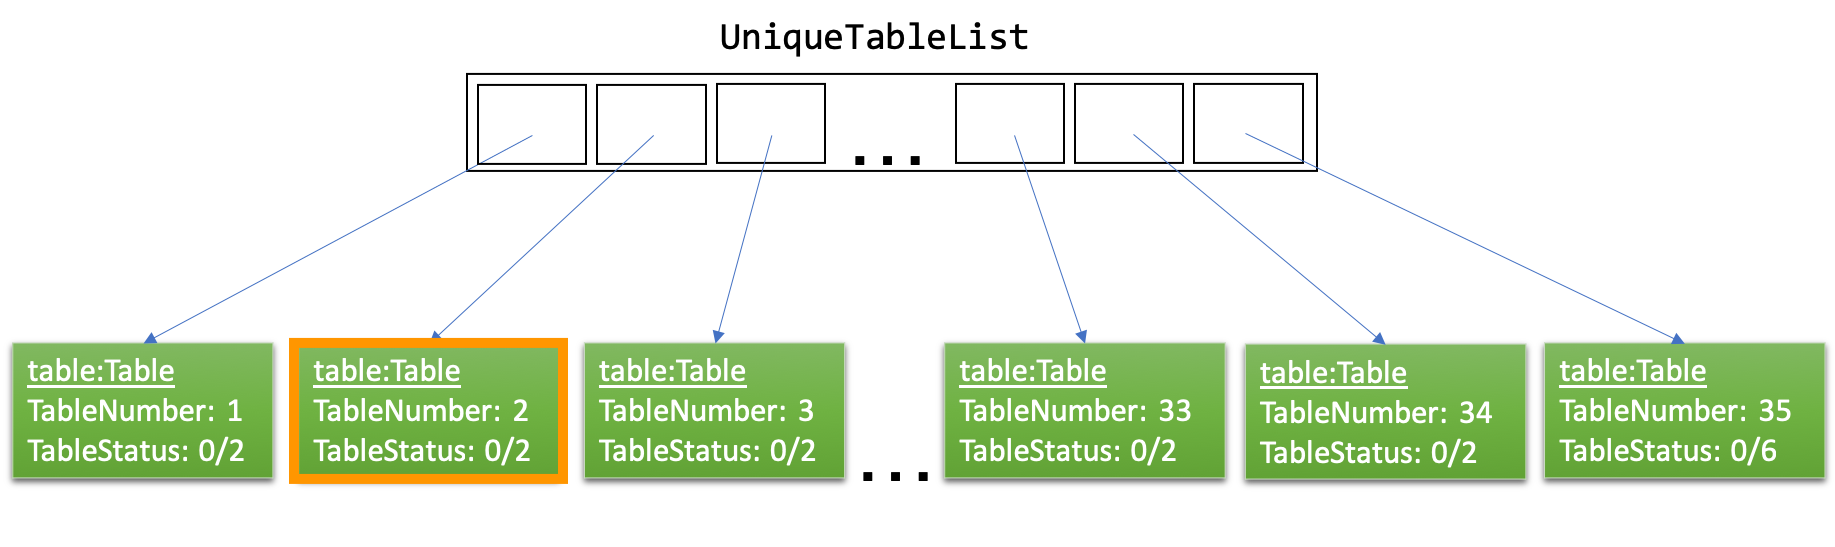 UniqueTableList
...
table:Table
TableNumber: 1
TableStatus: 0/2
table:Table
TableNumber: 2
TableStatus: 0/2
table:Table
TableNumber: 3
TableStatus: 0/2
...
table:Table
TableNumber: 33
TableStatus: 0/2
table:Table
TableNumber: 34
TableStatus: 0/2
table:Table
TableNumber: 35
TableStatus: 0/6